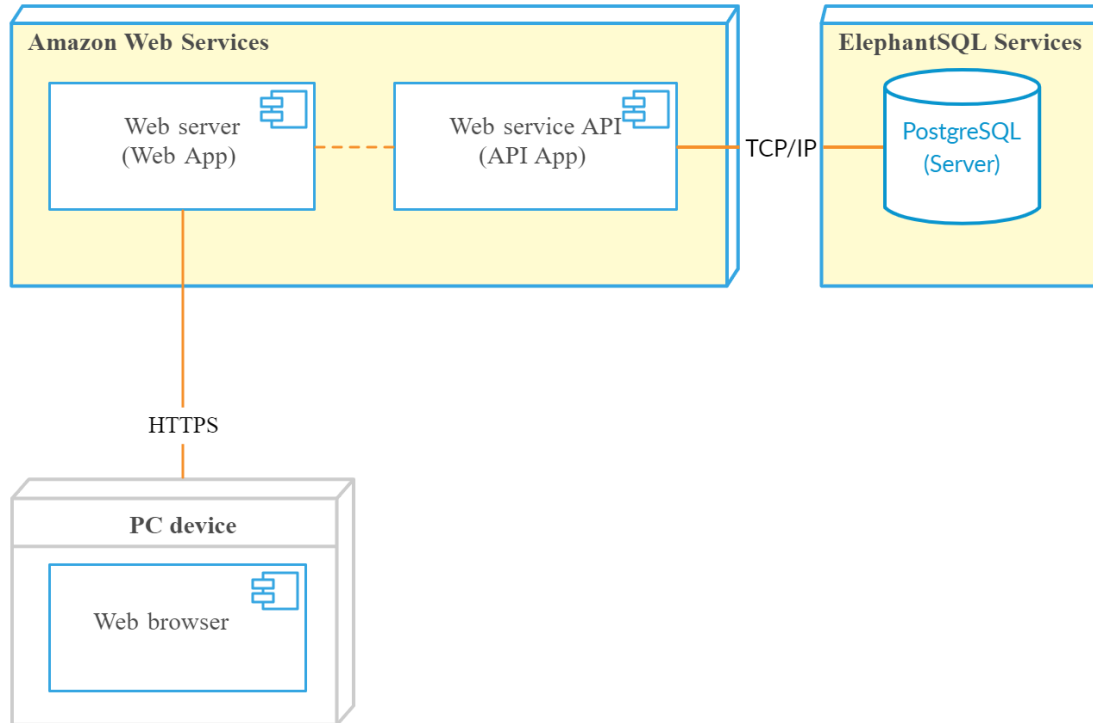 Amazon Web Services
ElephantSQL Services
Web server
(Web App)
Web service API
(API App)
TCP/IP
PostgreSQL
(Server)
HTTPS
PC device
Web browser